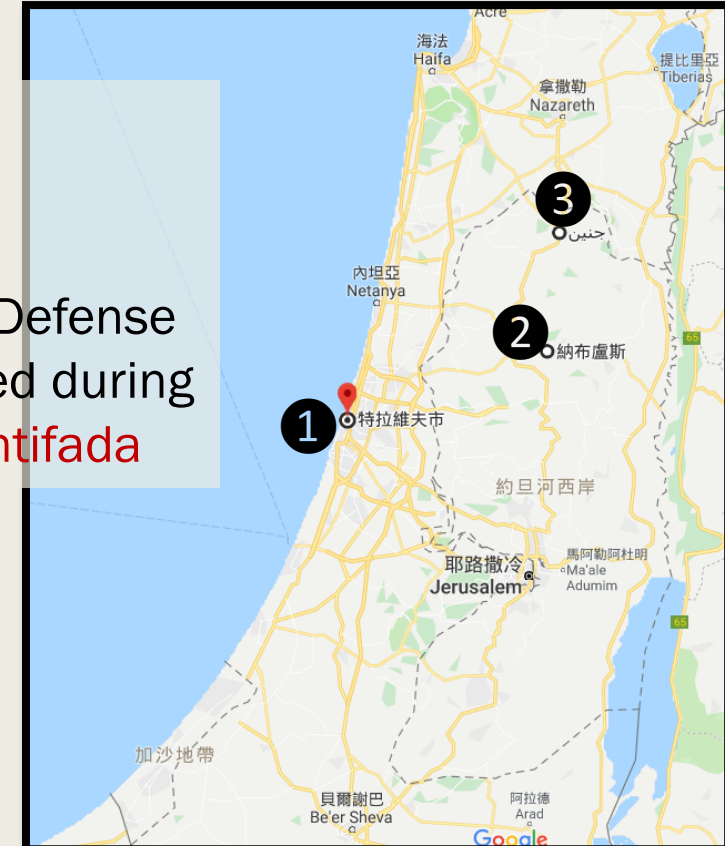 Acre
海法
Haifa
提比里亞
Tiberias
拿撒勒
Nazareth
3
جنين
內坦亞
Netanya
Defense
ed during
ntifada
2
納布盧斯
65
1
特拉維夫市
約旦河西岸
耶路撒冷
Jerusalem
馬阿勒阿杜明
Ma'ale
Adumim
65
加沙地帶
貝爾謝巴
Be'er Sheva
阿拉德
Arad
Google